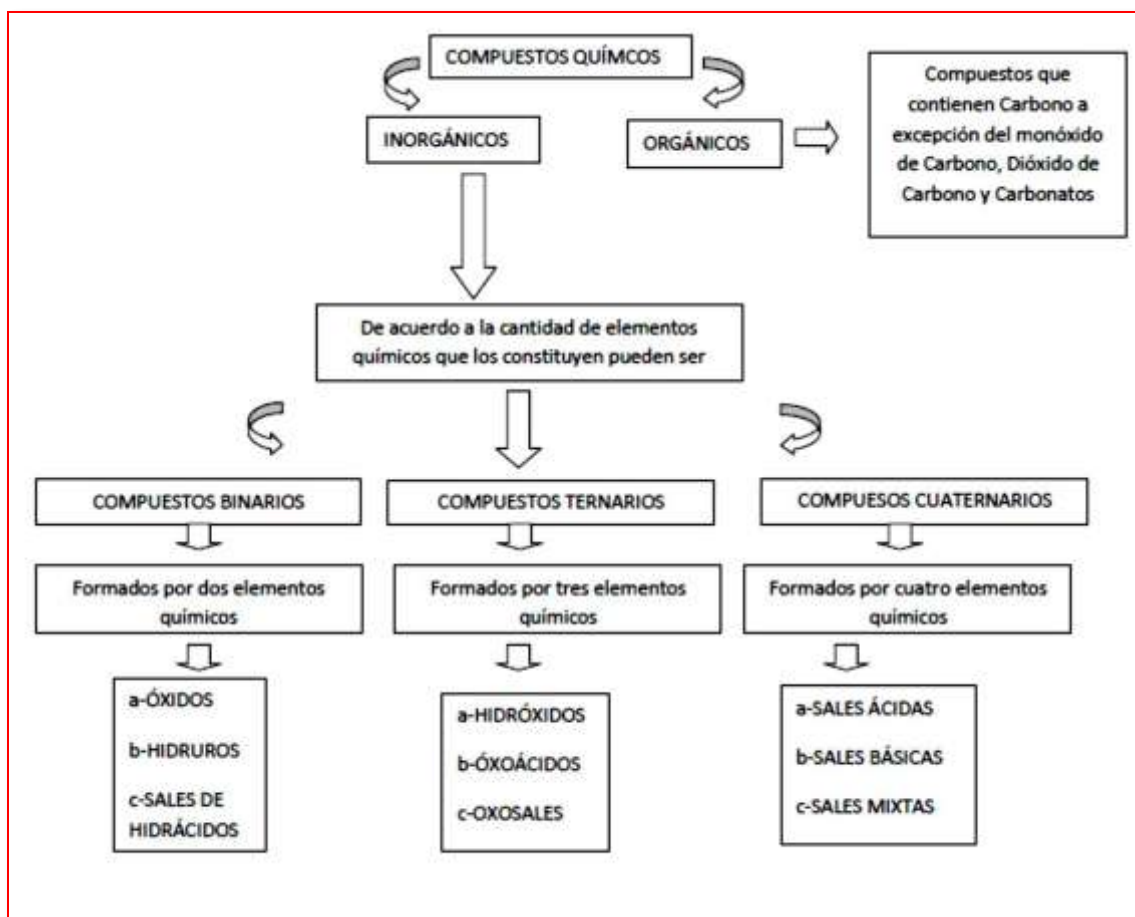 COMPUESTOS QUÍMCOS
INORGÁNICOS
ORGÁNICOS
Compuestos que
contienen Carbono a
excepción del monóxido
de Carbono, Dióxido de
Carbono y Carbonatos
De acuerdo a la cantidad de elementos
químicos que los constituyen pueden ser
COMPUESTOS BINARIOS
COMPUESTOS TERNARIOS
COMPUESOS CUATERNARIOS
Formados por dos elementos
químicos
Formados por tres elementos
químicos
Formados por cuatro elementos
químicos
a-ÓXIDOS
b-HIDRUROS
c-SALES DE
HIDRÁCIDOS
a-HIDRÓXIDOS
b-ÓXOÁCIDOS
c-OXOSALES
a-SALES ÁCIDAS
b-SALES BÁSICAS
c-SALES MIXTAS